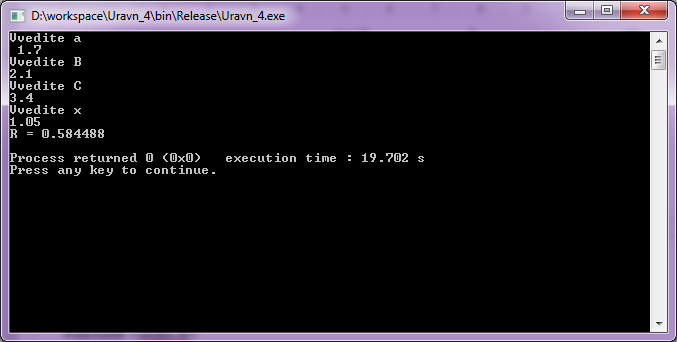 D:\workspace\Uravn_4\bin\Release\Uravn_4.exe
Vvedite a
1.7
Vvedite B
2.1
Vvedite C
3.4
Vvedite x
1.05
R = 0.584488
Process returned 0 (0x0)   execution time : 19.702 s
Press any key to continue.